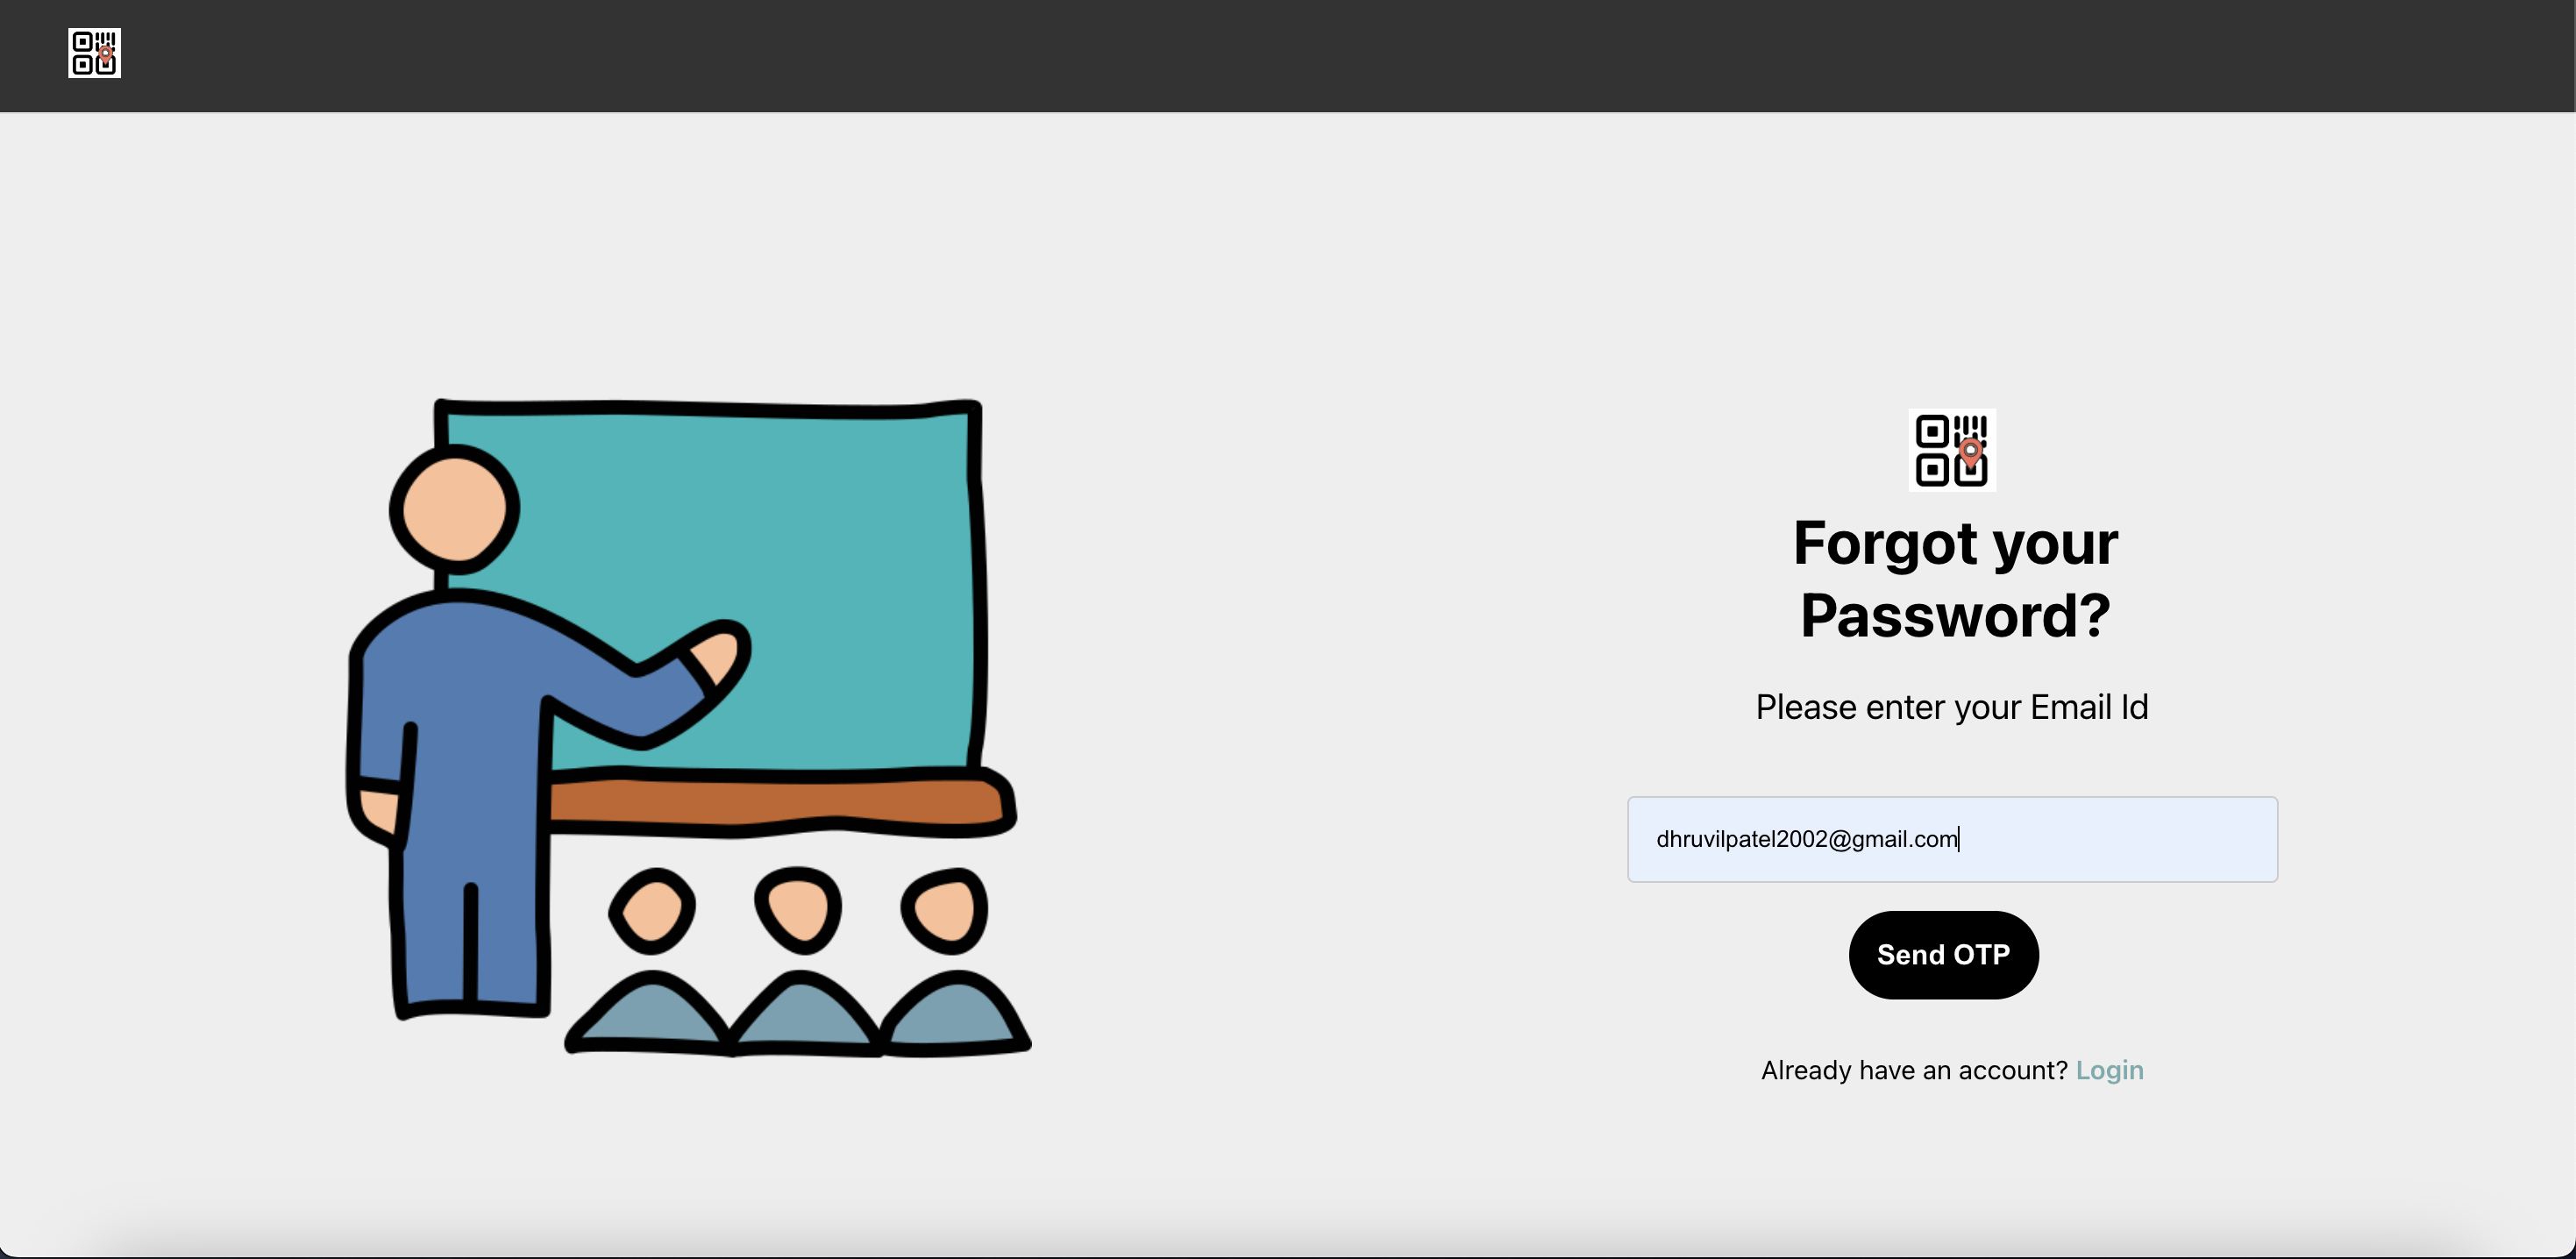 Forgot your
Password?
Please enter your Email Id
dhruvilpatel2002@gmail.com
Send OTP
Already have an account? Login